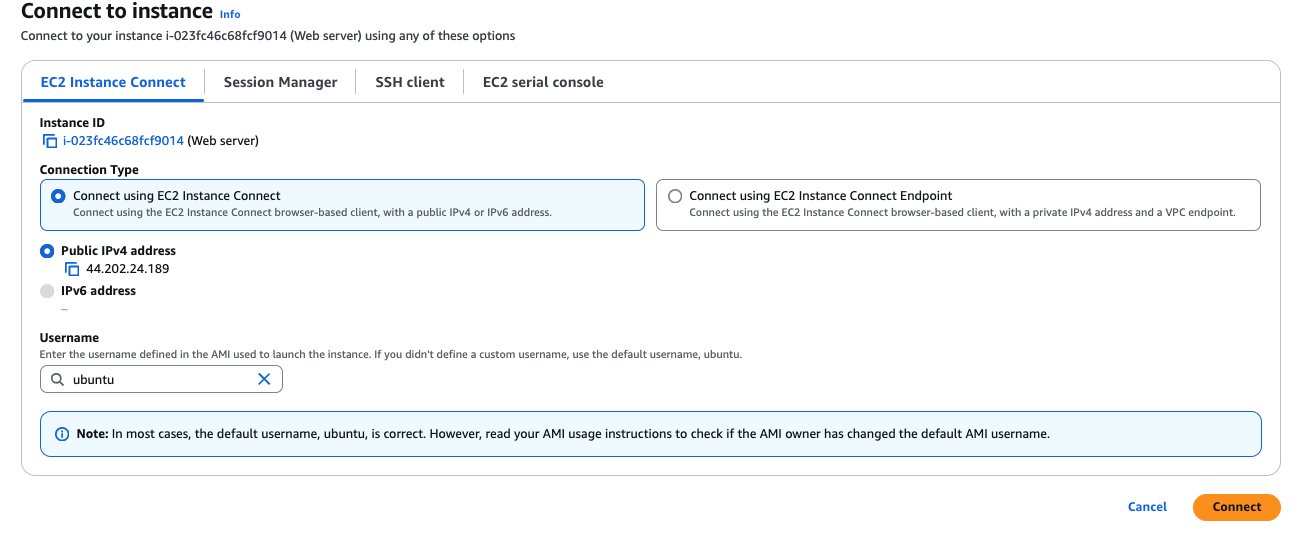 Connect to instance Info
Connect to your instance i-023fc46c68fcf9014 (Web server) using any of these options
EC2 Instance Connect
Session Manager
SSH client
EC2 serial console
Instance ID
i-023fc46c68fcf9014 (Web server)
Connection Type
Connect using EC2 Instance Connect
Connect using the EC2 Instance Connect browser-based client, with a public IPv4 or IPv6 address.
Connect using EC2 Instance Connect Endpoint
Connect using the EC2 Instance Connect browser-based client, with a private IPv4 address and a VPC endpoint.
Public IPv4 address
44.202.24.189
IPv6 address
–
Username
Enter the username defined in the AMI used to launch the instance. If you didn't define a custom username, use the default username, ubuntu.
ubuntu
Note: In most cases, the default username, ubuntu, is correct. However, read your AMI usage instructions to check if the AMI owner has changed the default AMI username.
Cancel
Connect